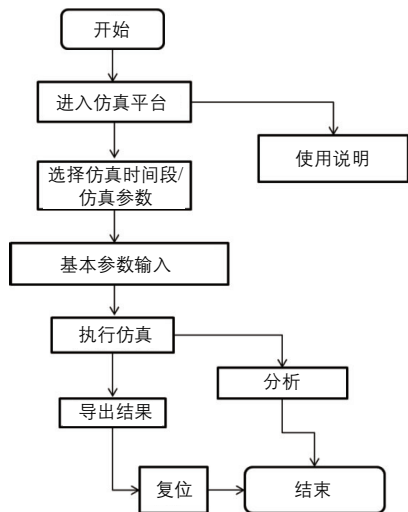 开始
进入仿真平台
使用说明
选择仿真时间段/
仿真参数
基本参数输入
执行仿真
分析
导出结果
复位
结束